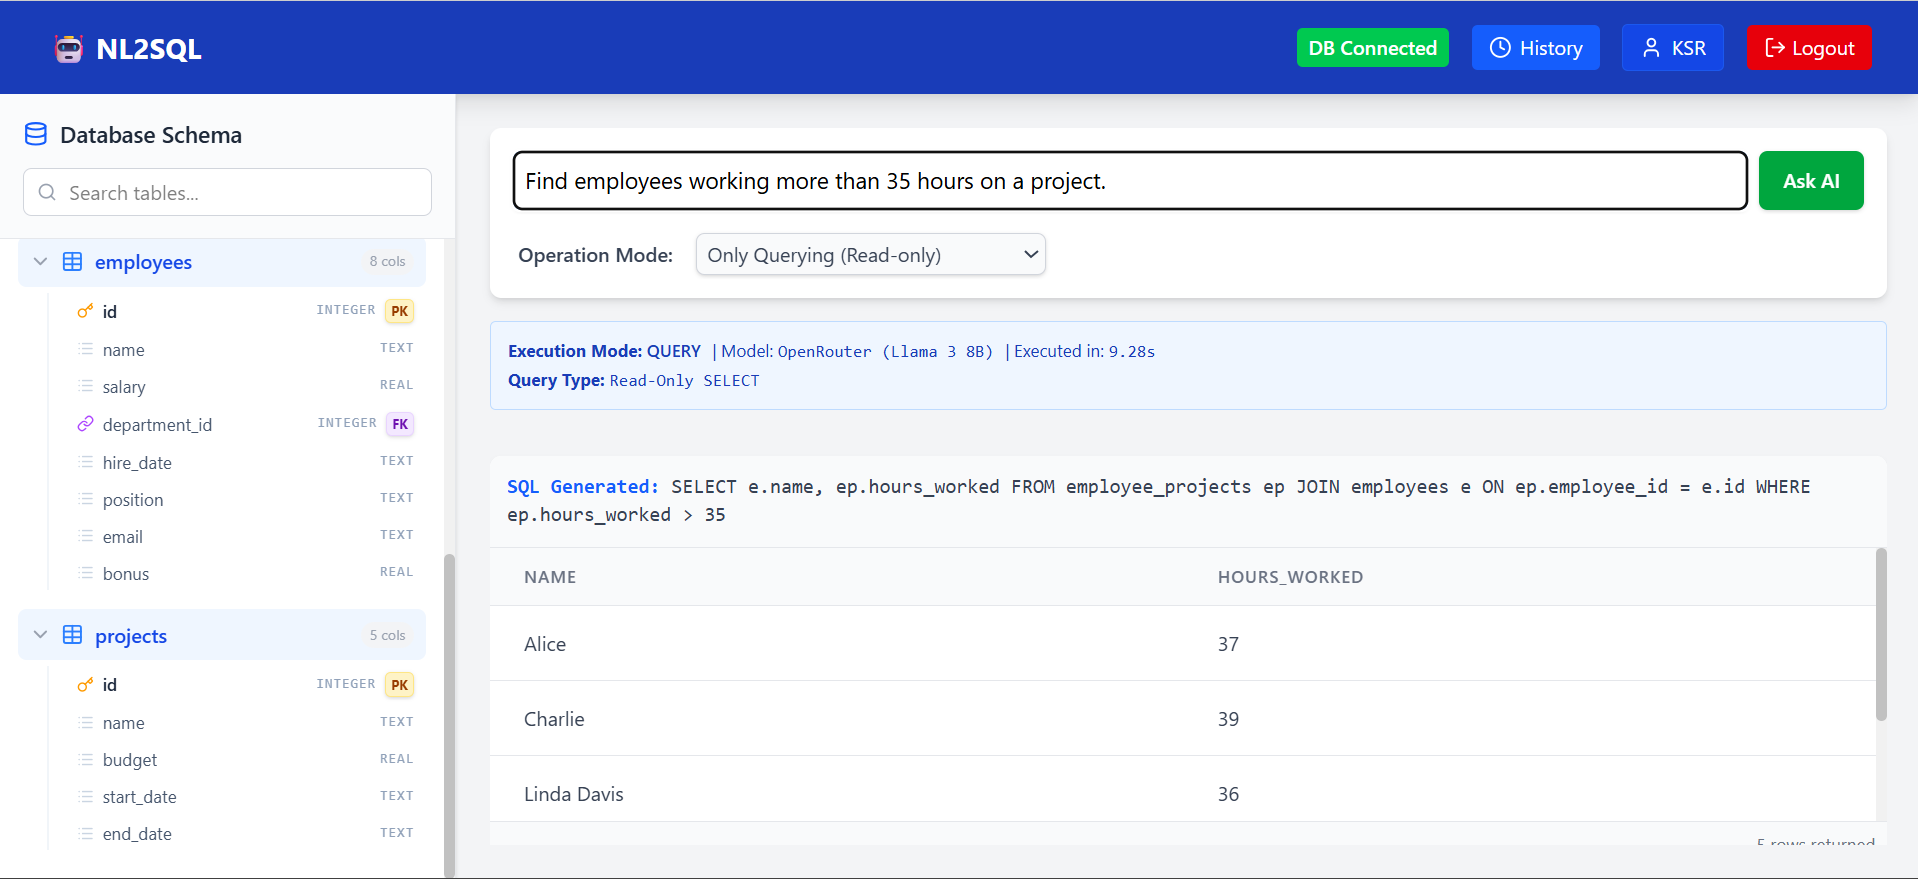 NL2SQL
DB Connected
History
KSR
Logout
Database Schema
Search tables...
employees 8 cols
id INTEGER PK
name TEXT
salary REAL
department_id INTEGER FK
hire_date TEXT
position TEXT
email TEXT
bonus REAL
projects 5 cols
id INTEGER PK
name TEXT
budget REAL
start_date TEXT
end_date TEXT
Find employees working more than 35 hours on a project.
Ask AI
Operation Mode: Only Querying (Read-only)
Execution Mode: QUERY | Model: OpenRouter (Llama 3 8B) | Executed in: 9.28s
Query Type: Read-Only SELECT
SQL Generated: SELECT e.name, ep.hours_worked FROM employee_projects ep JOIN employees e ON ep.employee_id = e.id WHERE
ep.hours_worked > 35
NAME HOURS_WORKED
Alice 37
Charlie 39
Linda Davis 36
5 rows returned